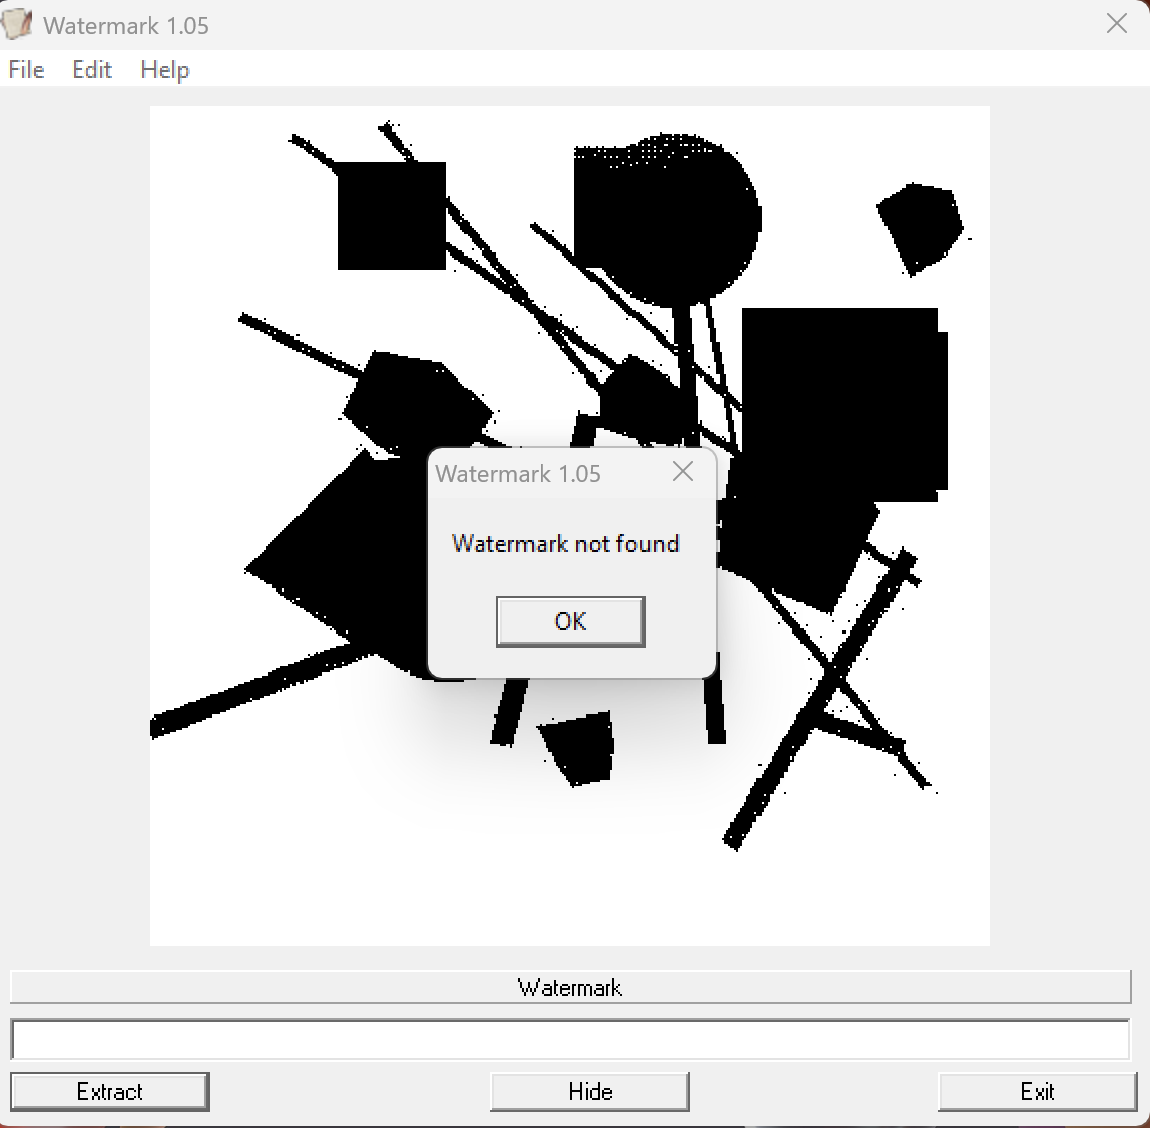 Watermark 1.05
File Edit Help
Watermark 1.05
Watermark not found
OK
Watermark
Extract Hide Exit